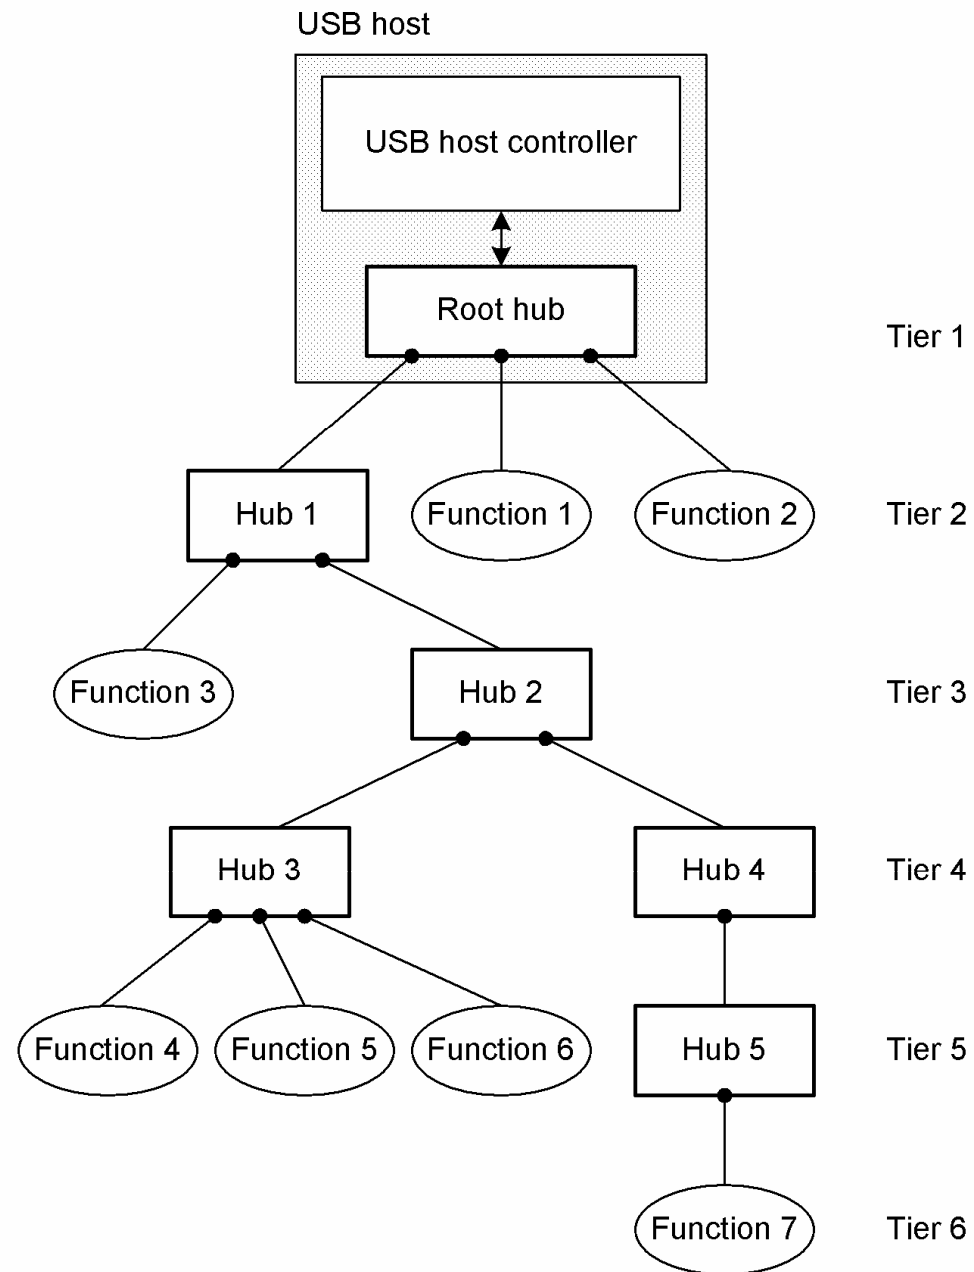 USB host
USB host controller
Root hub
Tier 1
Hub 1
Function 1
Function 2
Tier 2
Function 3
Hub 2
Tier 3
Hub 3
Hub 4
Tier 4
Function 4
Function 5
Function 6
Hub 5
Tier 5
Function 7
Tier 6